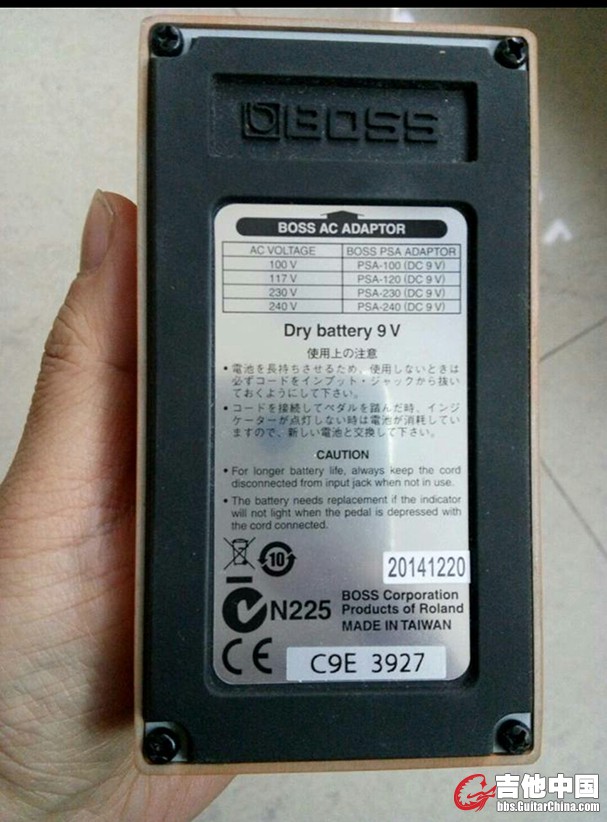 BOSS
BOSS AC ADAPTOR
AC VOLTAGE BOSS PSA ADAPTOR
100 V PSA-100 (DC 9 V)
117 V PSA-120 (DC 9 V)
230 V PSA-230 (DC 9 V)
240 V PSA-240 (DC 9 V)
Dry battery 9 V
使用上の注意
• 電池を長持ちさせるため、使用しないときは
必ずコードをインプット・ジャックから抜い
ておくようにして下さい。
• コードを接続してペダルを踏んだ時、インジ
ケーターが点灯しない時は電池が消耗してい
ますので、新しい電池と交換して下さい。
CAUTION
• For longer battery life, always keep the cord
disconnected from input jack when not in use.
• The battery needs replacement if the indicator
will not light when the pedal is depressed with
the cord connected.
10
20141220
N225
BOSS Corporation
Products of Roland
MADE IN TAIWAN
CE
C9E 3927
吉他中国
bbs.GuitarChina.com